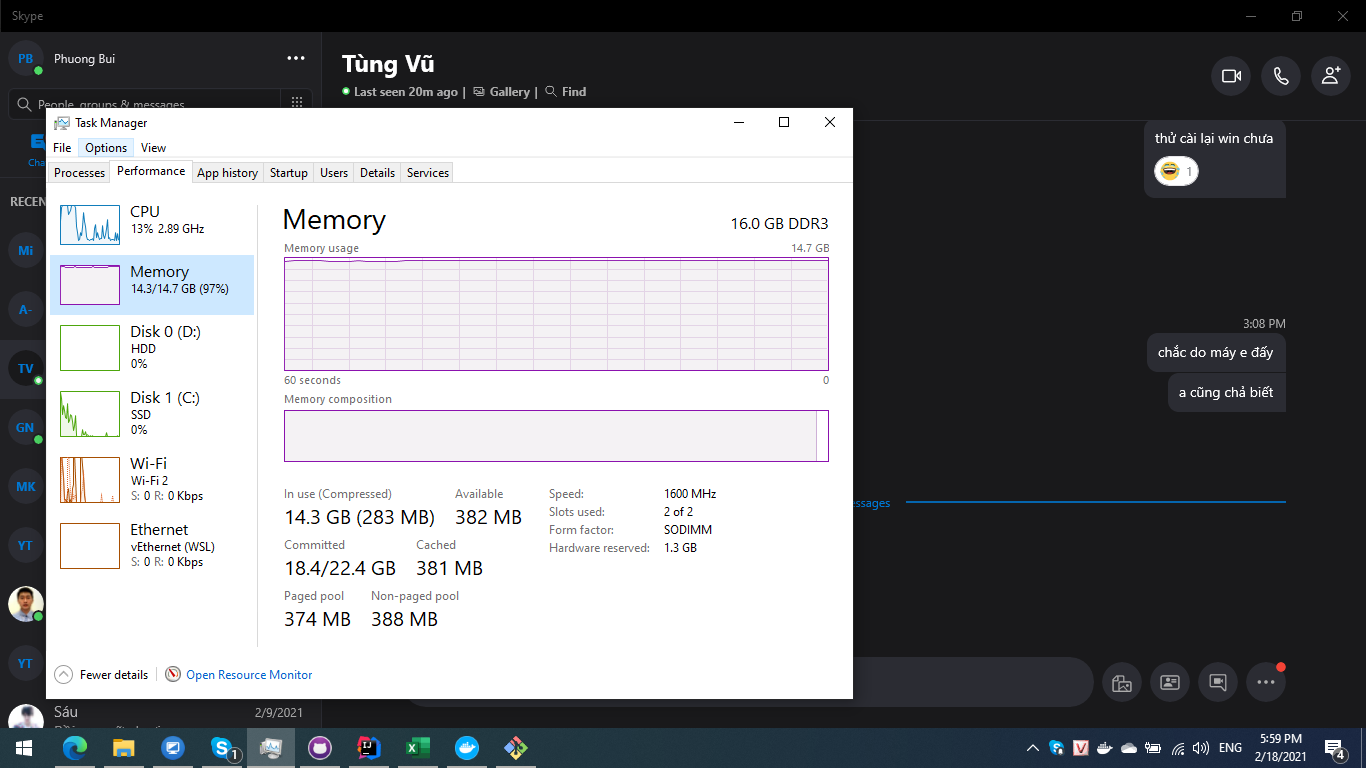 Skype
PB
Phuong Bui
People, groups & messages
Tùng Vũ
Last seen 20m ago | Gallery | Find
Task Manager
File Options View
Processes Performance App history Startup Users Details Services
CPU
13% 2.89 GHz
Memory
14.3/14.7 GB (97%)
Disk 0 (D:)
HDD
0%
Disk 1 (C:)
SSD
0%
Wi-Fi
Wi-Fi 2
S: 0 R: 0 Kbps
Ethernet
vEthernet (WSL)
S: 0 R: 0 Kbps
Memory
16.0 GB DDR3
Memory usage
14.7 GB
60 seconds
0
Memory composition
In use (Compressed)
14.3 GB (283 MB)
Available
382 MB
Committed
18.4/22.4 GB
Cached
381 MB
Paged pool
374 MB
Non-paged pool
388 MB
Speed: 1600 MHz
Slots used: 2 of 2
Form factor: SODIMM
Hardware reserved: 1.3 GB
Fewer details
Open Resource Monitor
Cha
RECEN
Mi
A-
TV
GN
MK
YT
YT
Sáu
2/9/2021
thử cài lại win chưa
1
3:08 PM
chắc do máy e đấy
a cũng chả biết
ssages
1
ENG
5:59 PM
2/18/2021
4